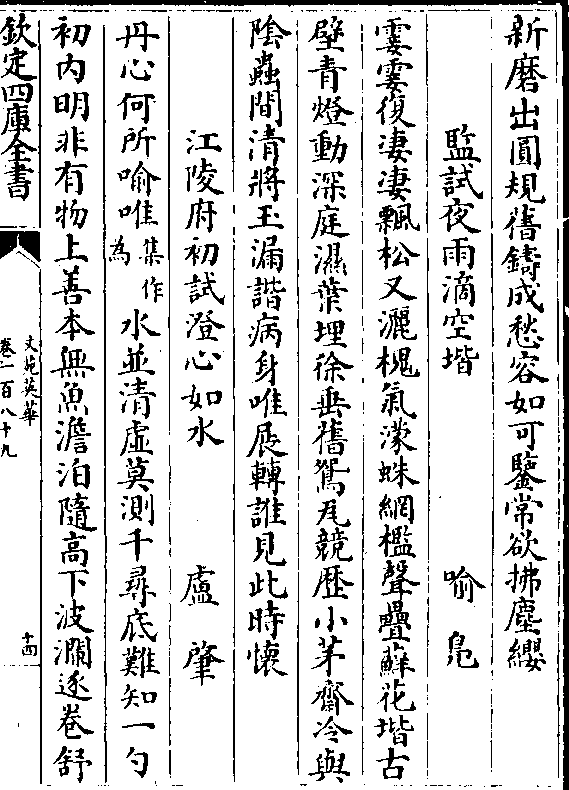 新磨出圓規舊鑄成愁容如可鑒常欲拂塵纓
監試夜雨滴空堦 喻鳬
霎霎復淒淒飄松又灑槐氣濛蛛網檻聲疊蘚花堦古
壁青燈動深庭濕葉埋徐垂舊鴛瓦競歴小茅齋冷與
陰蟲間清將玉漏諧病身唯展轉誰見此時懷
江陵府初試澄心如水 盧肇
丹心何所喻唯集作為水並清虛莫測千尋底難知一勺
初内明非有物上善本無魚澹泊隨高下波瀾逐卷舒
欽定四庫全書
文苑英華
卷一百八十九
十四